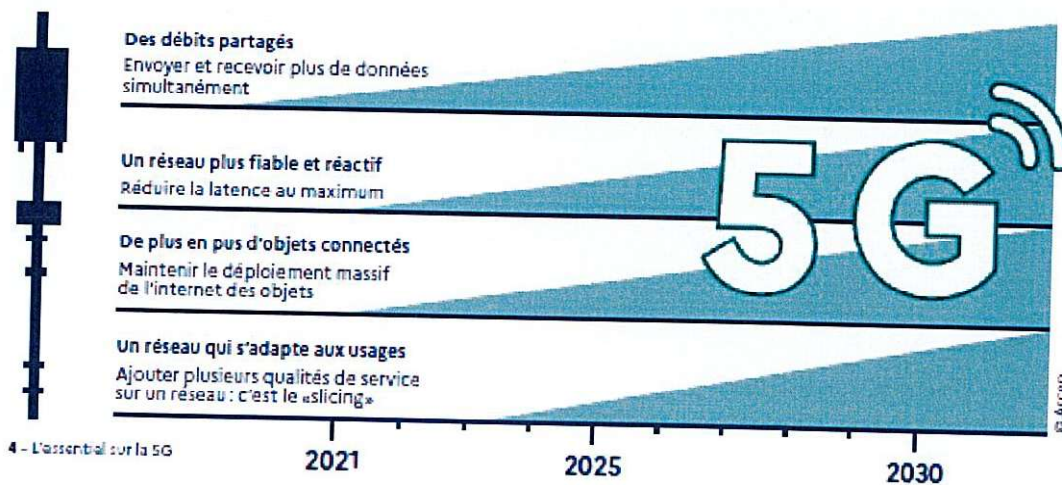 Des débits partagés
Envoyer et recevoir plus de données
simultanément
Un réseau plus fiable et réactif
Réduire la latence au maximum
De plus en pus d'objets connectés
Maintenir le déploiement massif
de l'internet des objets
Un réseau qui s'adapte aux usages
Ajouter plusieurs qualités de service
sur un réseau : c'est le «slicing»
5G
© Arcep
4 - L'essentiel sur la 5G
2021
2025
2030